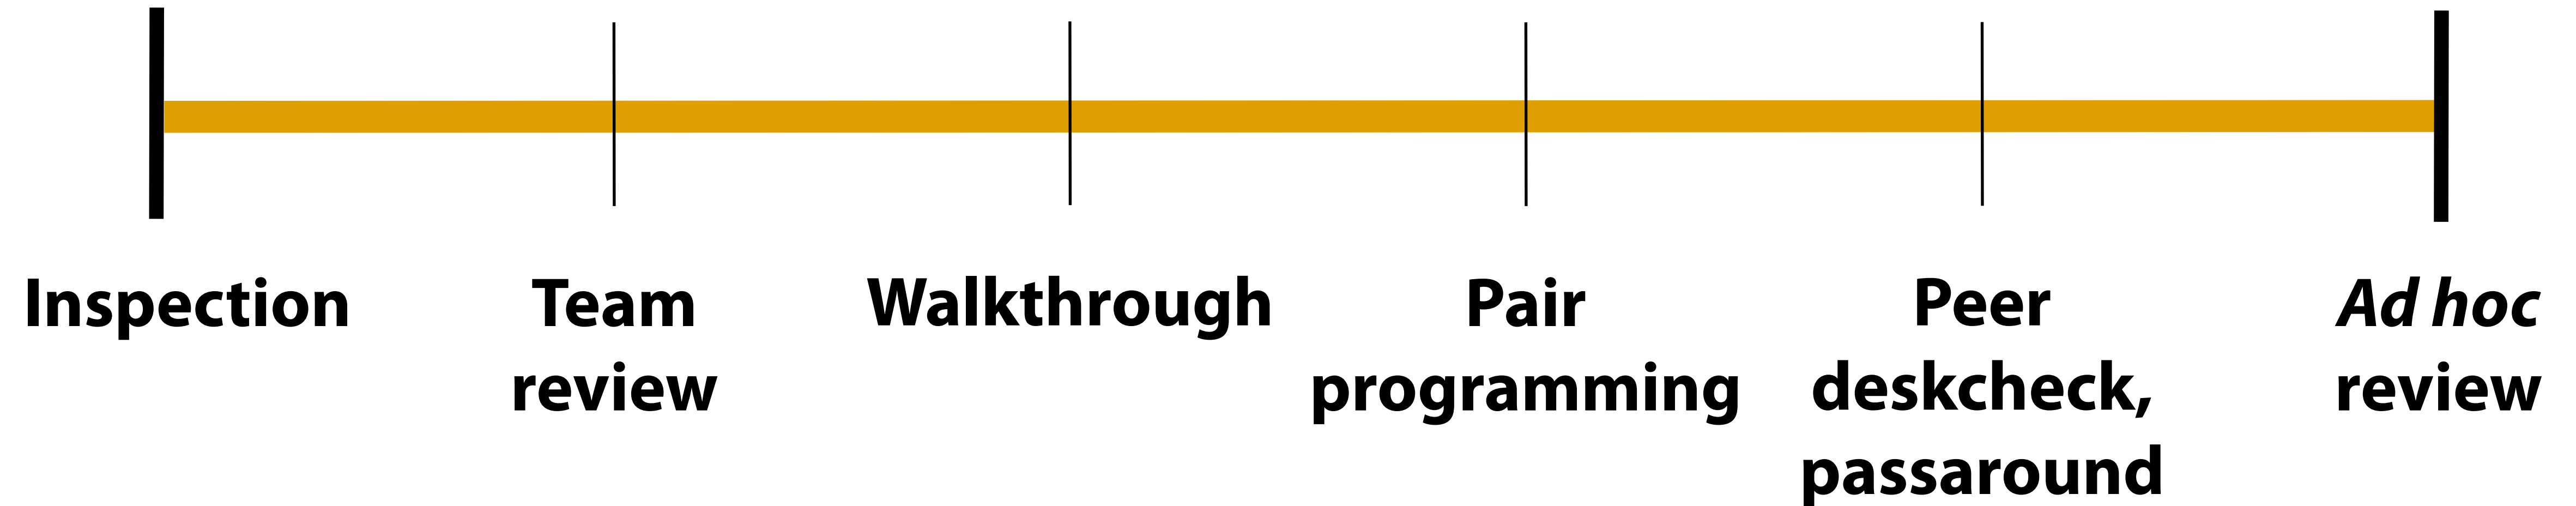 Inspection
Team
review
Walkthrough
Pair
programming
Peer
deskcheck,
passaround
Ad hoc
review